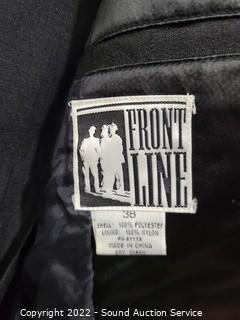 FRONT
LINE
38
SHELL: 100% POLYESTER
LINING: 100% NYLON
MADE IN CHINA
DRY CLEAN
Copyright 2022 - Sound Auction Service